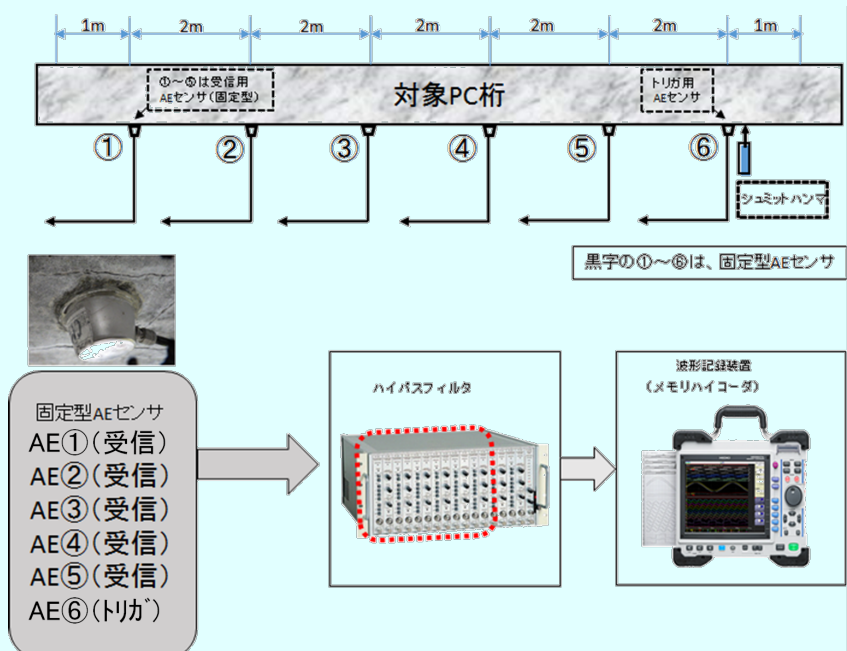 1m 2m 2m 2m 2m 2m 1m
①～⑤は受信用
AEセンサ(固定型)
対象PC桁
トリガ用
AEセンサ
① ② ③ ④ ⑤ ⑥
シュミットハンマ
黒字の①～⑥は、固定型AEセンサ
固定型AEセンサ
AE①(受信)
AE②(受信)
AE③(受信)
AE④(受信)
AE⑤(受信)
AE⑥(トリガ)
ハイパスフィルタ
波形記録装置
(メモリハイコーダ)